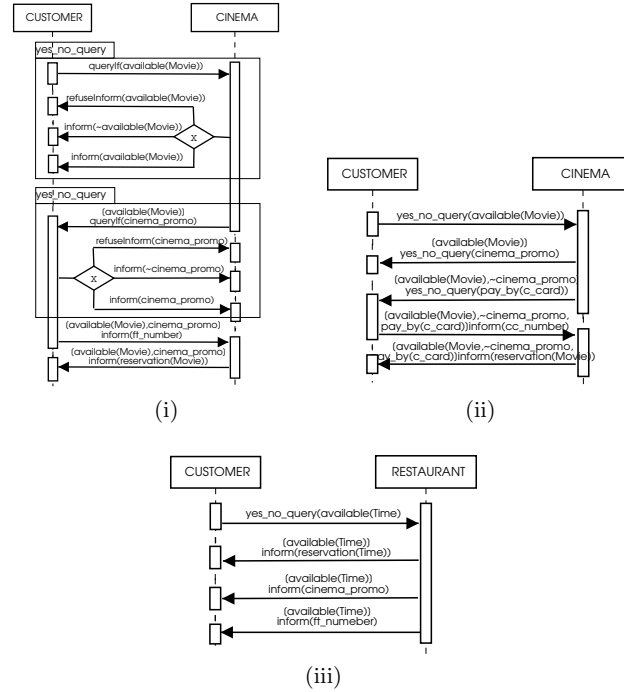 CUSTOMER
CINEMA
yes_no_query
queryIf(available(Movie))
refuseInform(available(Movie))
inform(~available(Movie))
X
inform(available(Movie))
yes_no_query
[available(Movie)]
queryIf(cinema_promo)
refuseInform(cinema_promo)
X
inform(~cinema_promo)
inform(cinema_promo)
[available(Movie),cinema_promo]
inform(ft_number)
[available(Movie),cinema_promo]
inform(reservation(Movie))
(i)
CUSTOMER
CINEMA
yes_no_query(available(Movie))
[available(Movie)]
yes_no_query(cinema_promo)
[available(Movie),~cinema_promo]
yes_no_query(pay_by(c_card))
[available(Movie),~cinema_promo,
pay_by(c_card)]inform(cc_number)
[available(Movie,~cinema_promo,
pay_by(c_card)]inform(reservation(Movie))
(ii)
CUSTOMER
RESTAURANT
yes_no_query(available(Time)
[available(Time)]
inform(reservation(Time))
[available(Time)]
inform(cinema_promo)
[available(Time)]
inform(ft_numeber)
(iii)